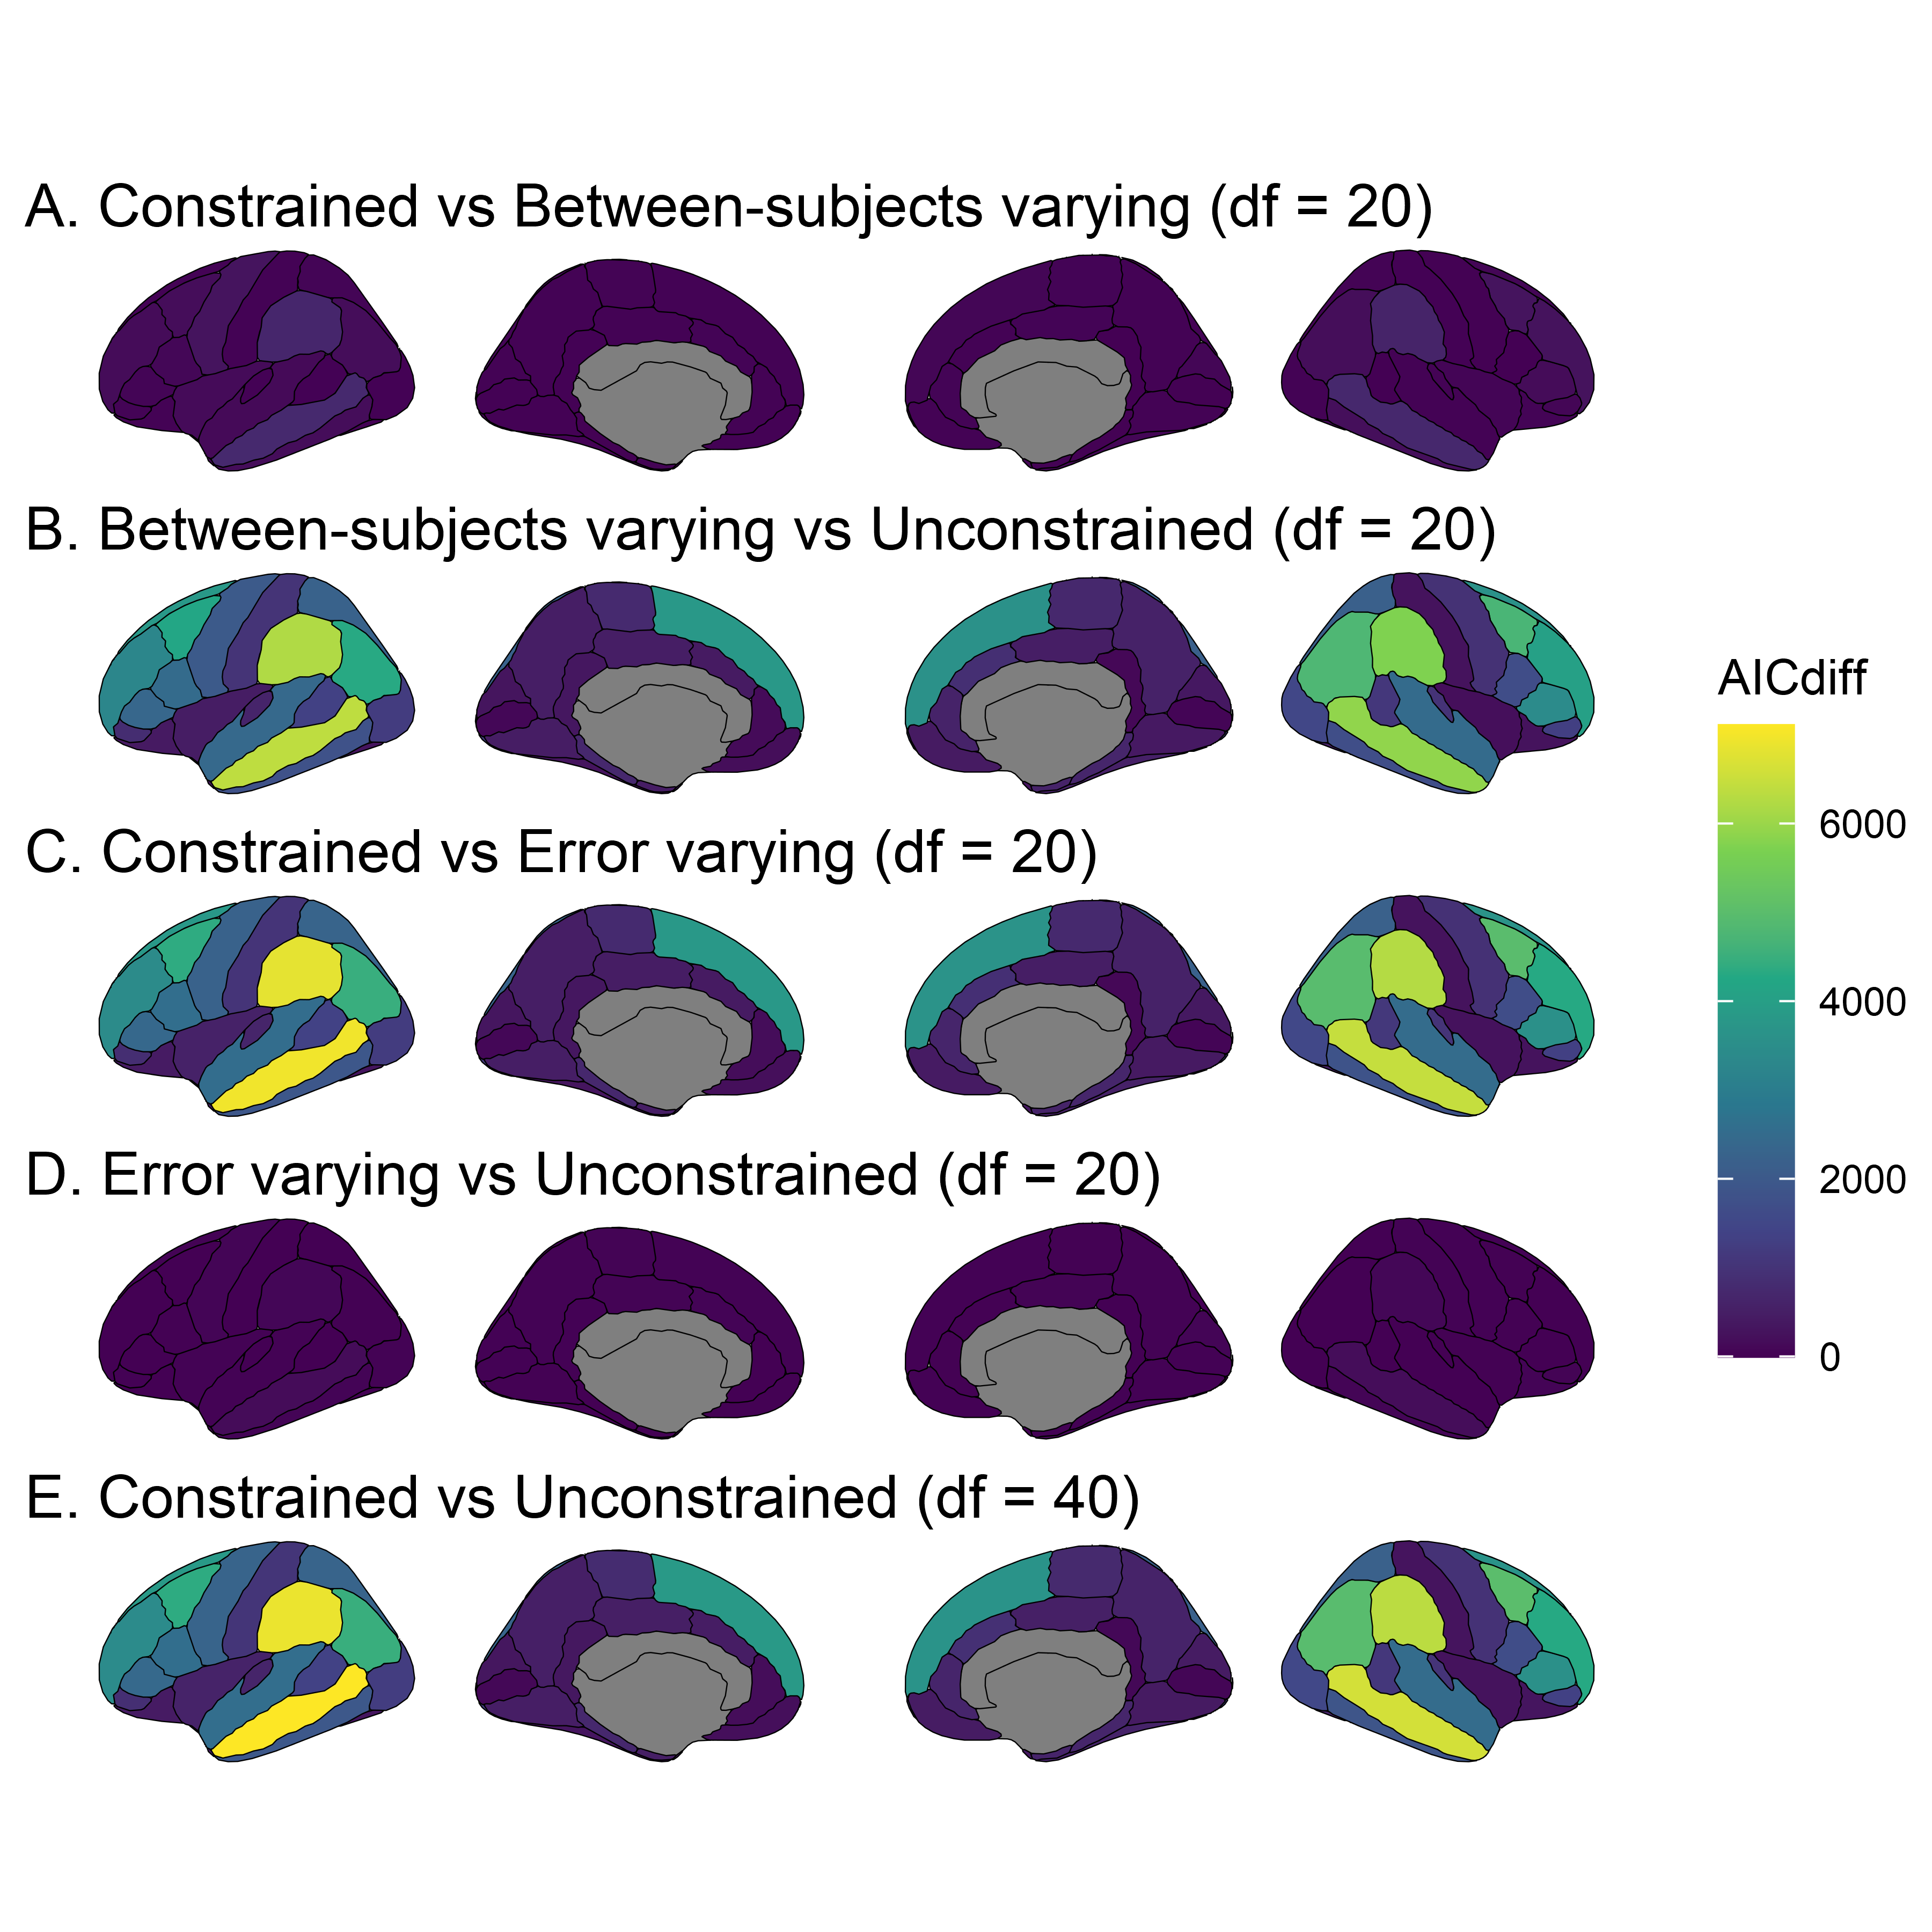 A. Constrained vs Between-subjects varying (df = 20)
B. Between-subjects varying vs Unconstrained (df = 20)
C. Constrained vs Error varying (df = 20)
D. Error varying vs Unconstrained (df = 20)
E. Constrained vs Unconstrained (df = 40)
AICdiff
6000
4000
2000
0